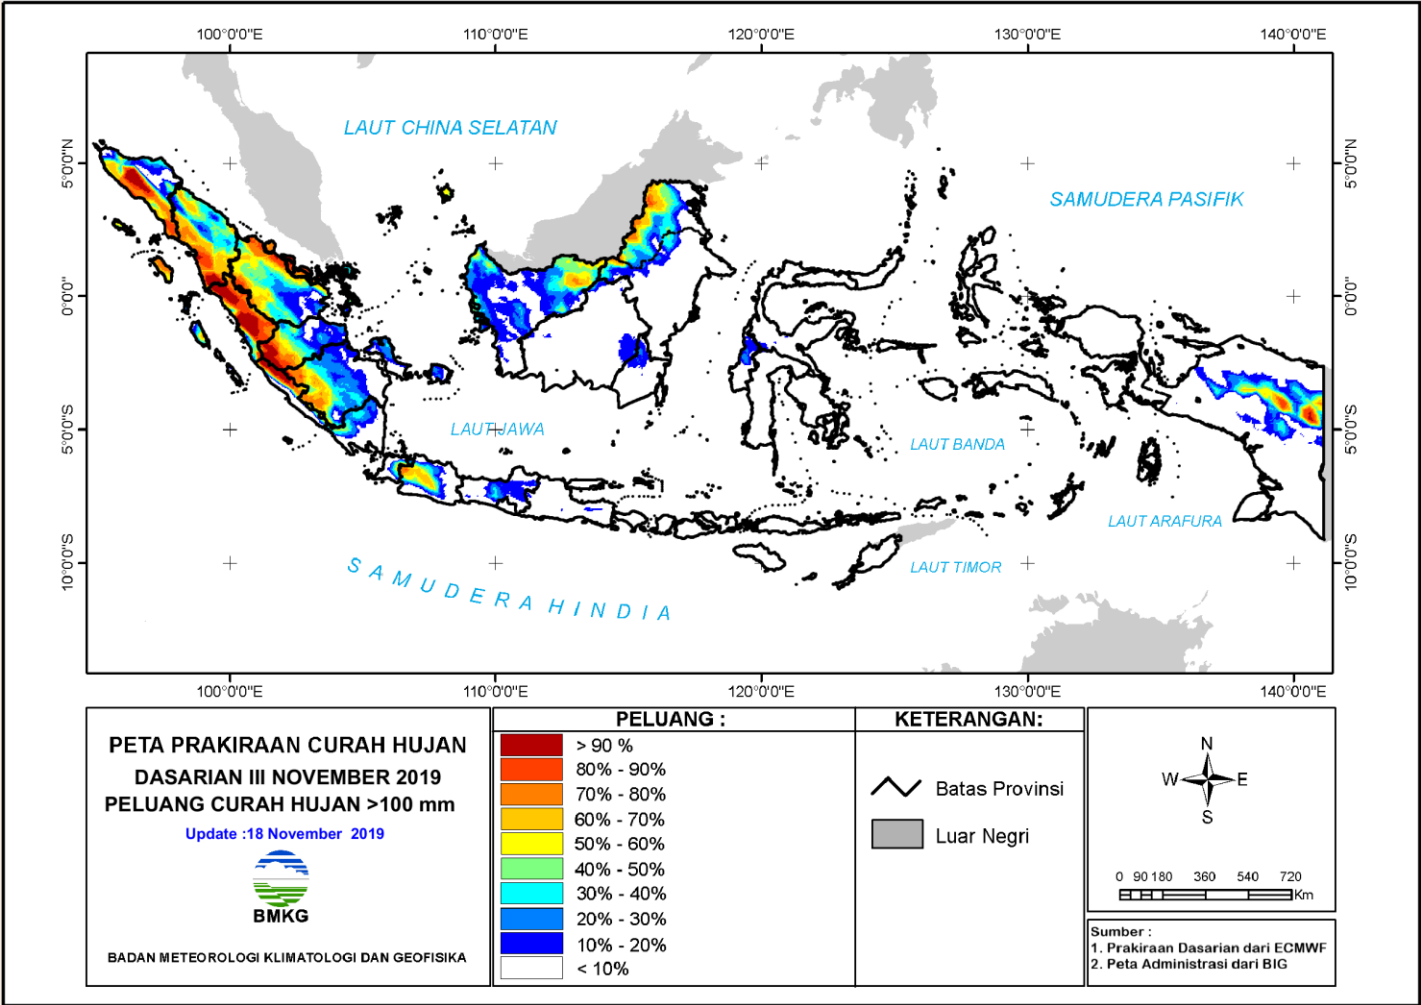 100°0'0"E 110°0'0"E 120°0'0"E 130°0'0"E 140°0'0"E
LAUT CHINA SELATAN
5°0'0"N 5°0'0"N
SAMUDERA PASIFIK
0°0'0" 0°0'0"
LAUT JAWA
5°0'0"S 5°0'0"S
LAUT BANDA
LAUT ARAFURA
10°0'0"S 10°0'0"S
LAUT TIMOR
SAMUDERA HINDIA
100°0'0"E 110°0'0"E 120°0'0"E 130°0'0"E 140°0'0"E
PETA PRAKIRAAN CURAH HUJAN
DASARIAN III NOVEMBER 2019
PELUANG CURAH HUJAN >100 mm
Update :18 November 2019
BMKG
BADAN METEOROLOGI KLIMATOLOGI DAN GEOFISIKA
PELUANG :
> 90 %
80% - 90%
70% - 80%
60% - 70%
50% - 60%
40% - 50%
30% - 40%
20% - 30%
10% - 20%
< 10%
KETERANGAN:
Batas Provinsi
Luar Negri
N
W E
S
0 90 180 360 540 720
Km
Sumber :
1. Prakiraan Dasarian dari ECMWF
2. Peta Administrasi dari BIG